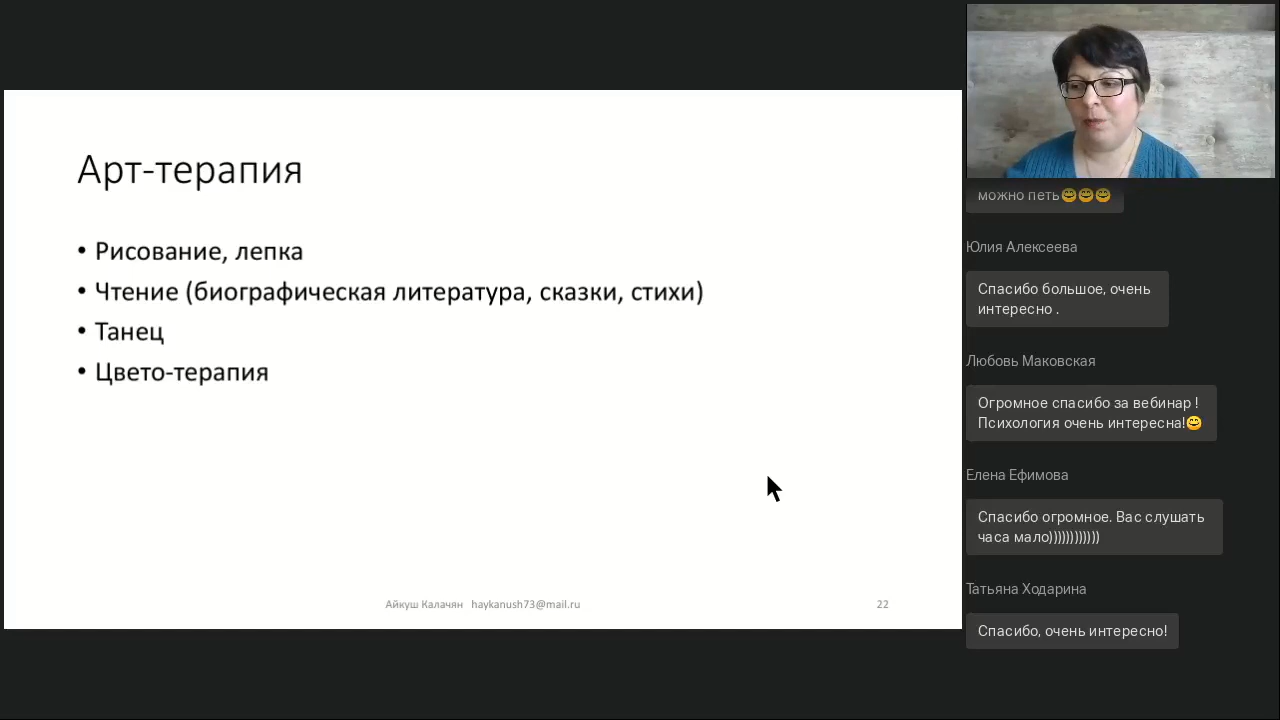 Арт-терапия
• Рисование, лепка
• Чтение (биографическая литература, сказки, стихи)
• Танец
• Цвето-терапия
Айкуш Калачян haykanush73@mail.ru
22
можно петь😊😊😊
Юлия Алексеева
Спасибо большое, очень
интересно .
Любовь Маковская
Огромное спасибо за вебинар !
Психология очень интересна!😊
Елена Ефимова
Спасибо огромное. Вас слушать
часа мало))))))))))))
Татьяна Ходарина
Спасибо, очень интересно!